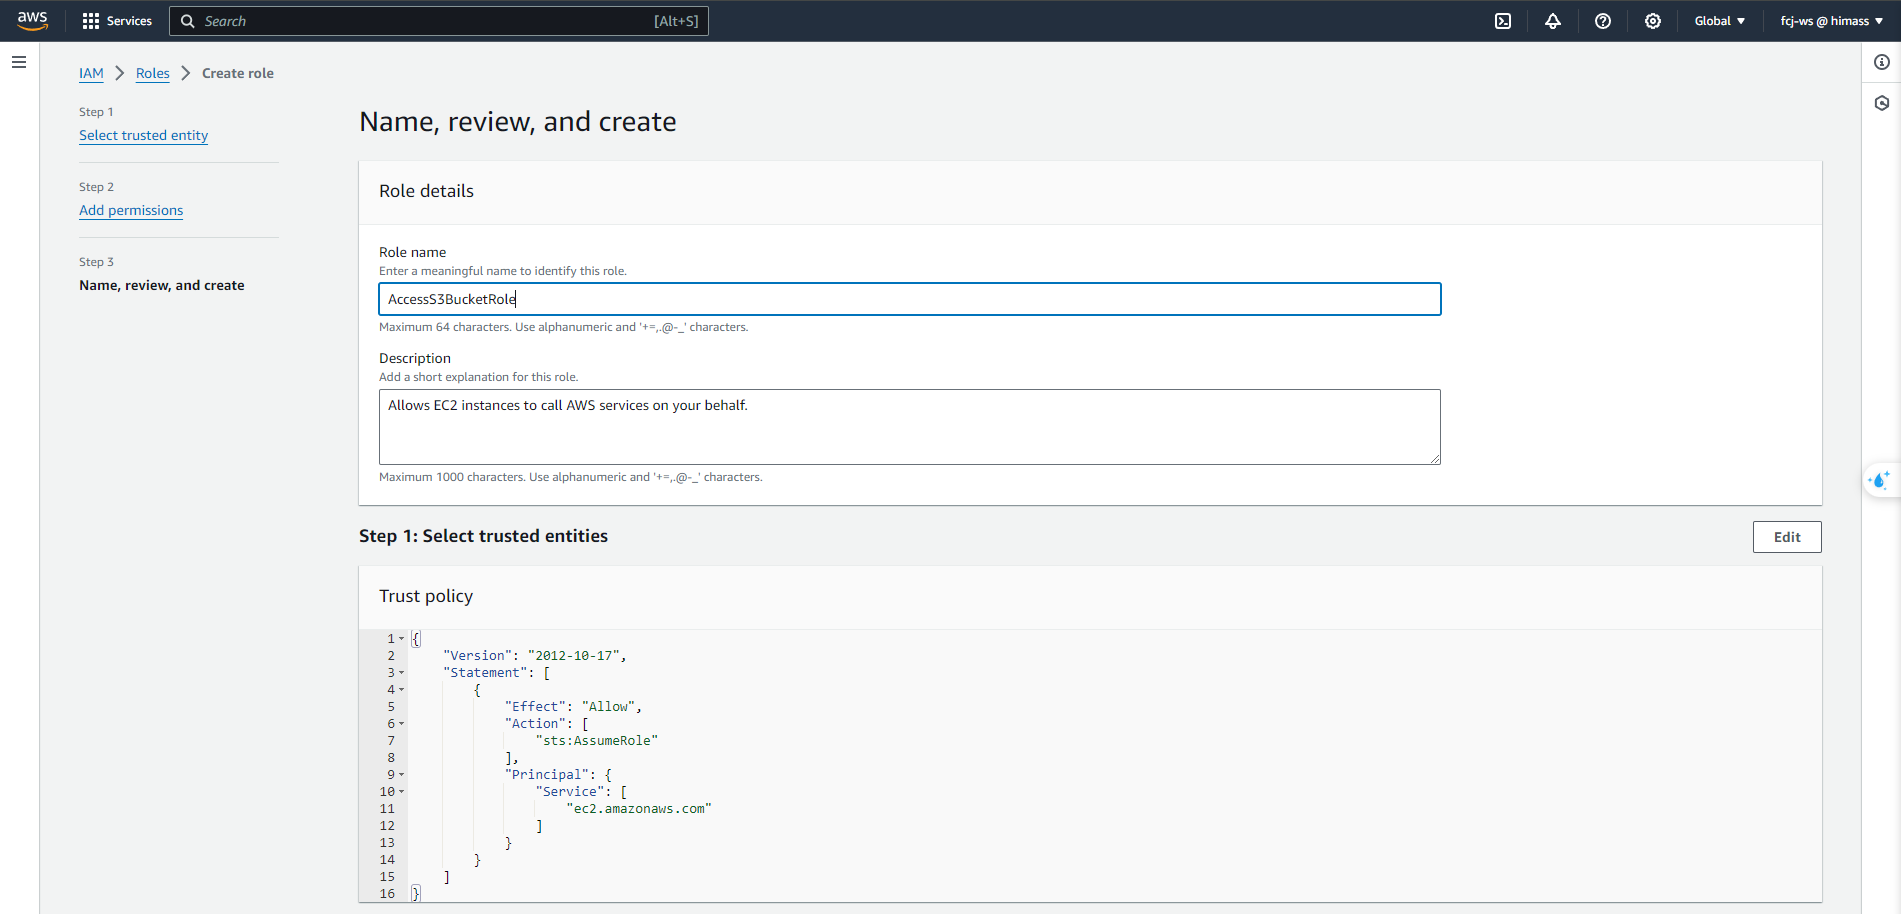 aws Services Search [Alt+S] Global fcj-ws @ himass
IAM Roles Create role
Step 1
Select trusted entity
Step 2
Add permissions
Step 3
Name, review, and create
Name, review, and create
Role details
Role name
Enter a meaningful name to identify this role.
AccessS3BucketRole
Maximum 64 characters. Use alphanumeric and '+=,.@-_' characters.
Description
Add a short explanation for this role.
Allows EC2 instances to call AWS services on your behalf.
Maximum 1000 characters. Use alphanumeric and '+=,.@-_' characters.
Step 1: Select trusted entities
Edit
Trust policy
1 {
2 "Version": "2012-10-17",
3 "Statement": [
4 {
5 "Effect": "Allow",
6 "Action": [
7 "sts:AssumeRole"
8 ],
9 "Principal": {
10 "Service": [
11 "ec2.amazonaws.com"
12 ]
13 }
14 }
15 ]
16 }